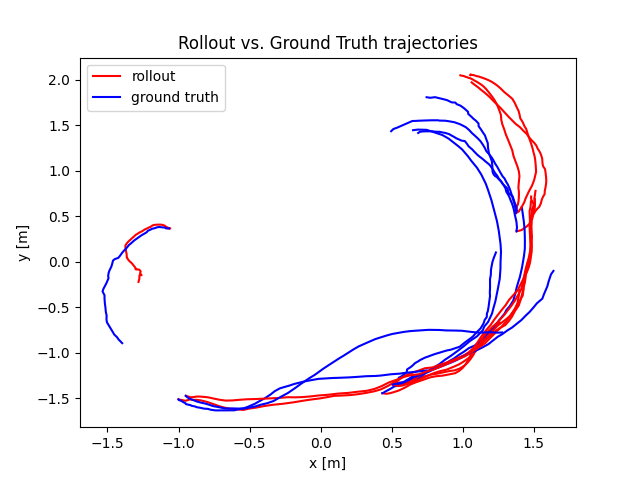 Rollout vs. Ground Truth trajectories
rollout
ground truth
2.0
1.5
1.0
0.5
0.0
−0.5
−1.0
−1.5
y [m]
−1.5 −1.0 −0.5 0.0 0.5 1.0 1.5
x [m]